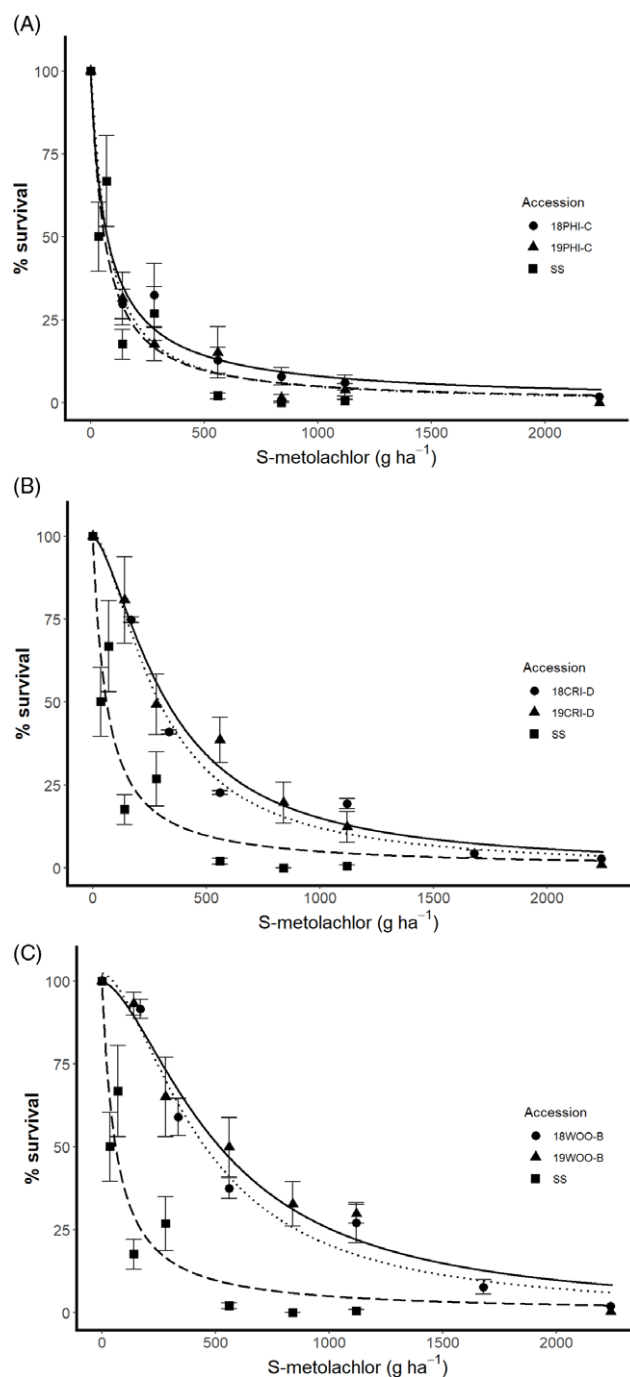 (A)
100
75
50
25
0
% survival
Accession
18PHI-C
19PHI-C
SS
0
500
1000
1500
2000
S-metolachlor (g ha⁻¹)
(B)
100
75
50
25
0
% survival
Accession
18CRI-D
19CRI-D
SS
0
500
1000
1500
2000
S-metolachlor (g ha⁻¹)
(C)
100
75
50
25
0
% survival
Accession
18WOO-B
19WOO-B
SS
0
500
1000
1500
2000
S-metolachlor (g ha⁻¹)